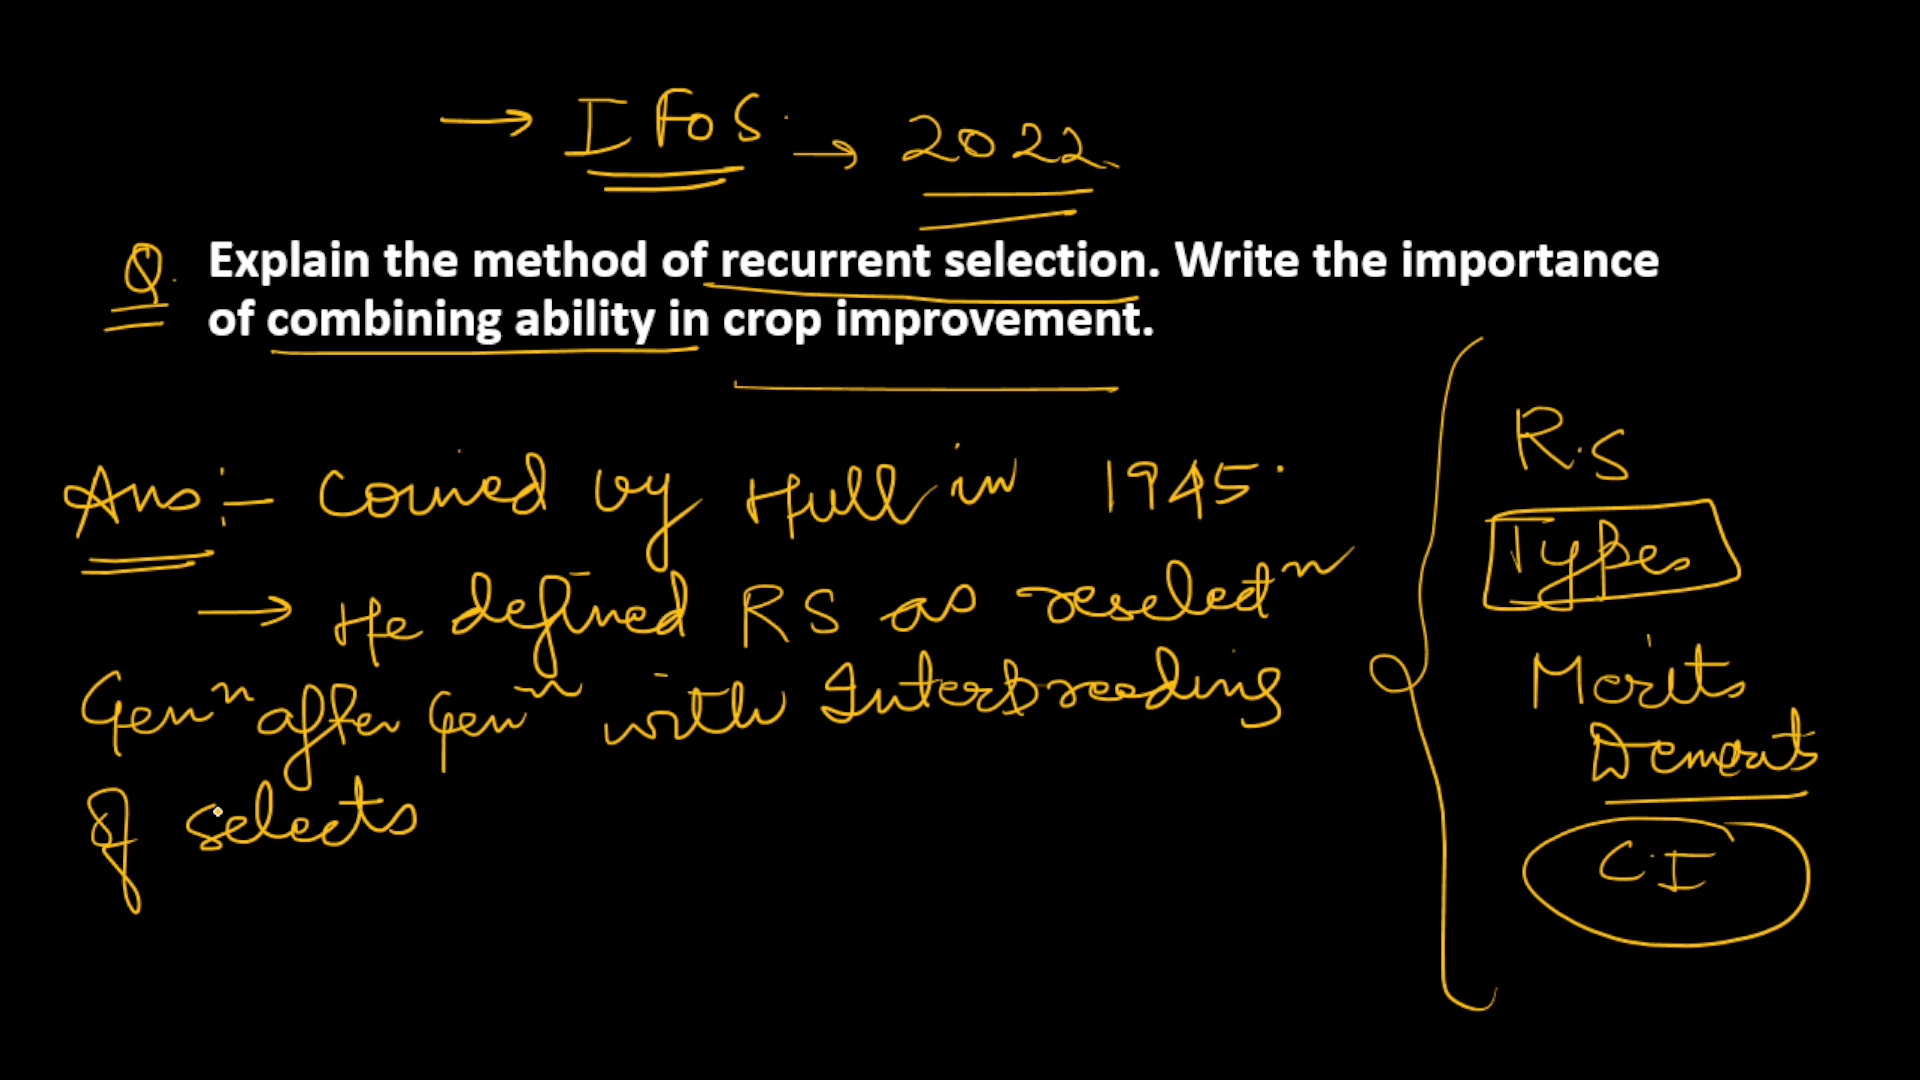 → IFoS. → 2022.
Q. Explain the method of recurrent selection. Write the importance
of combining ability in crop improvement.
Ans:- Coined by Hull in 1945.
→ He defined RS as reselectⁿ
Genⁿ after Genⁿ with Interbreeding
of selects
R.S
Types
Merits
Demerits
C.I